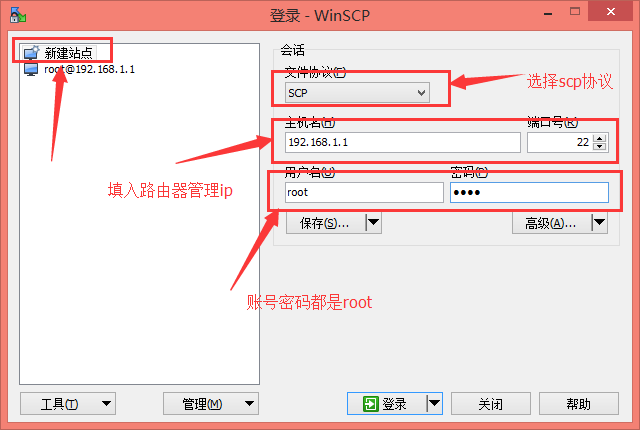 登录 - WinSCP
新建站点
root@192.168.1.1
会话
文件协议(F)
SCP
选择scp协议
主机名(H)
端口号(R)
192.168.1.1
22
填入路由器管理ip
用户名(U)
密码(P)
root
●●●●
保存(S)...
高级(A)...
账号密码都是root
工具(T)
管理(M)
登录
关闭
帮助